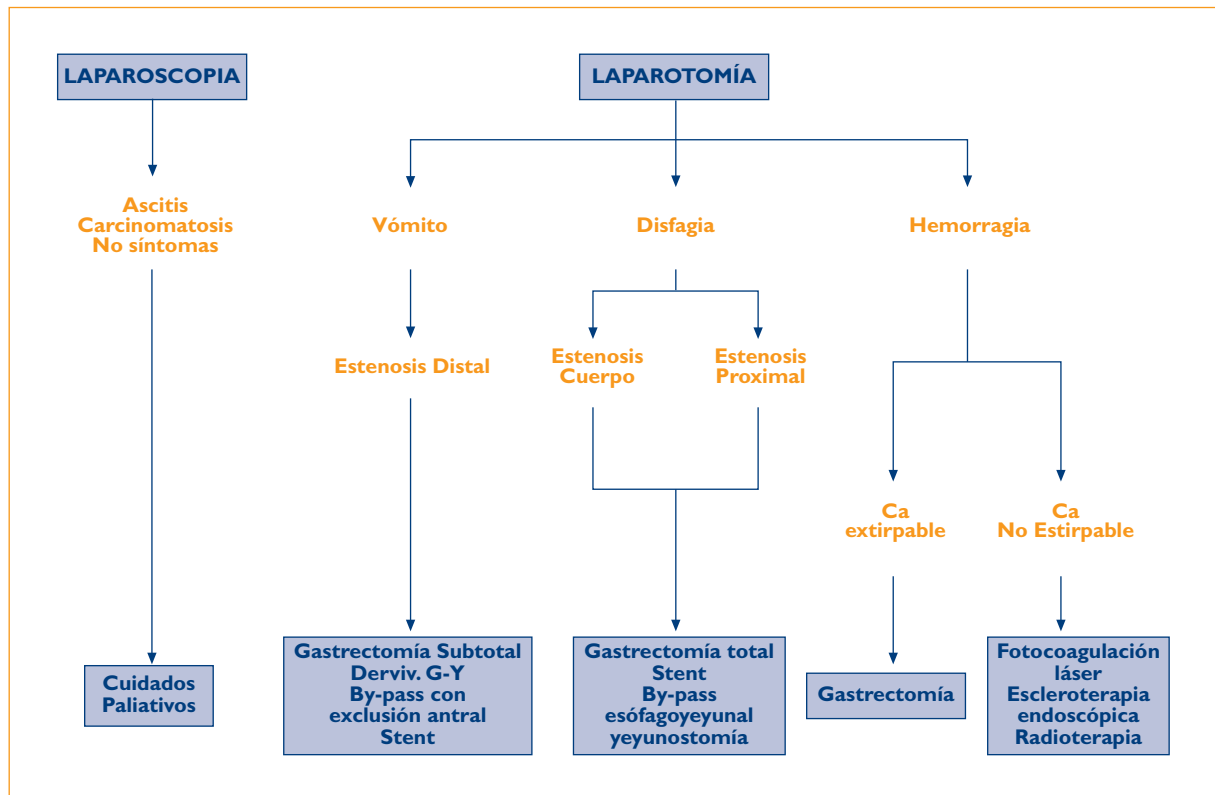 LAPAROSCOPIA
LAPAROTOMÍA
Ascitis
Carcinomatosis
No síntomas
Vómito
Disfagia
Hemorragia
Estenosis Distal
Estenosis
Cuerpo
Estenosis
Proximal
Ca
extirpable
Ca
No Estirpable
Cuidados
Paliativos
Gastrectomía Subtotal
Derviv. G-Y
By-pass con
exclusión antral
Stent
Gastrectomía total
Stent
By-pass
esófagoyeyunal
yeyunostomía
Gastrectomía
Fotocoagulación
láser
Escleroterapia
endoscópica
Radioterapia